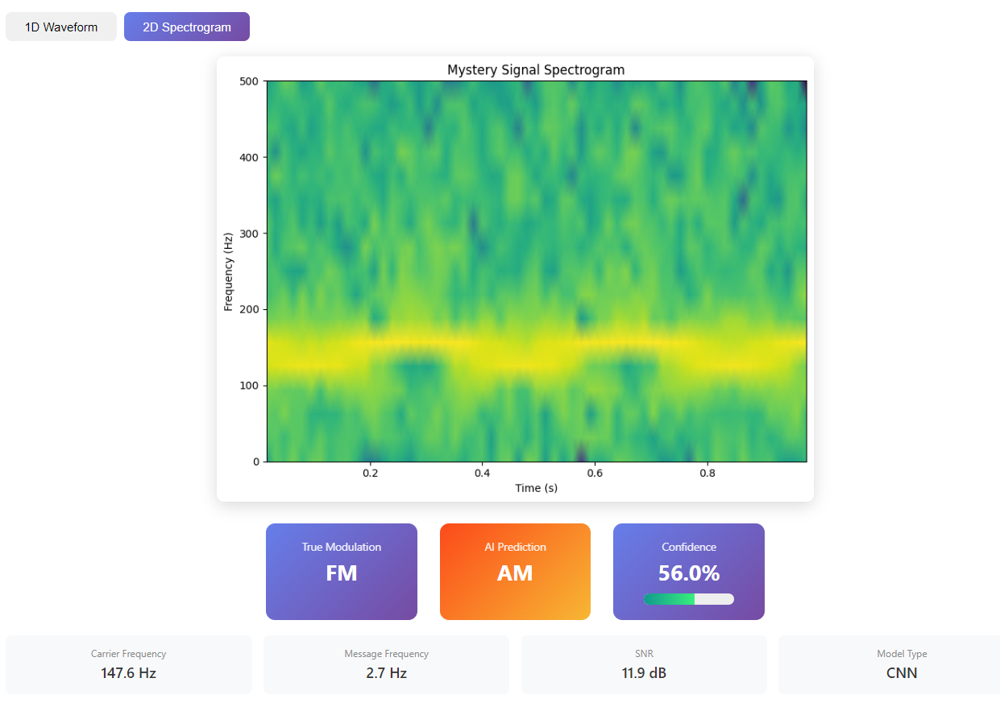 1D Waveform
2D Spectrogram
Mystery Signal Spectrogram
500
400
300
200
100
0
Frequency (Hz)
0.2
0.4
0.6
0.8
Time (s)
True Modulation
FM
AI Prediction
AM
Confidence
56.0%
Carrier Frequency
147.6 Hz
Message Frequency
2.7 Hz
SNR
11.9 dB
Model Type
CNN